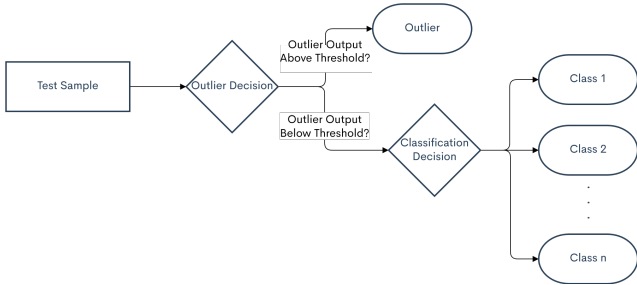 Test Sample
Outlier Decision
Outlier Output
Above Threshold?
Outlier
Outlier Output
Below Threshold?
Classification
Decision
Class 1
Class 2
Class n